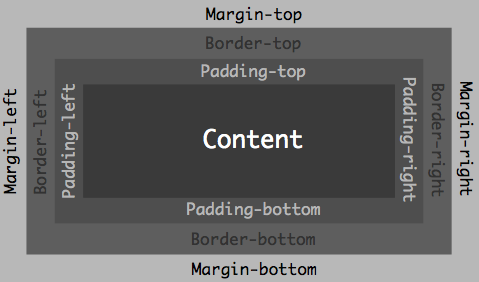 Margin-top
Border-top
Padding-top
Margin-left
Border-left
Padding-left
Content
Padding-right
Border-right
Margin-right
Padding-bottom
Border-bottom
Margin-bottom